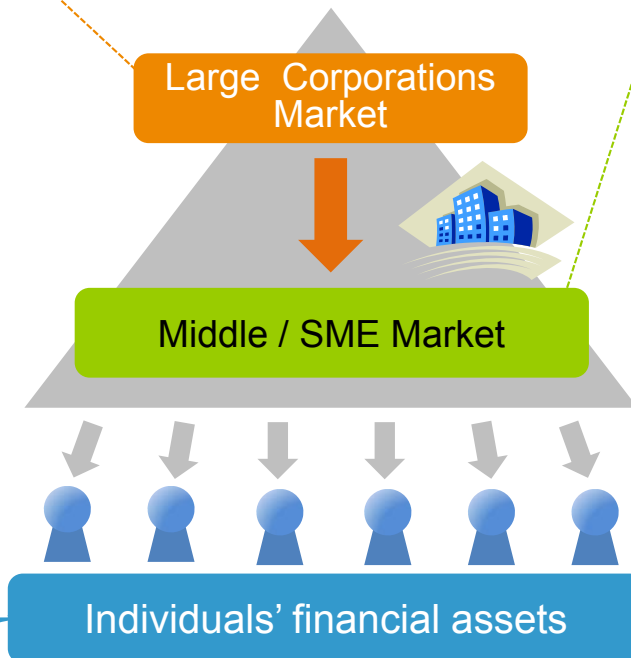 Large Corporations
Market
Middle / SME Market
Individuals’ financial assets